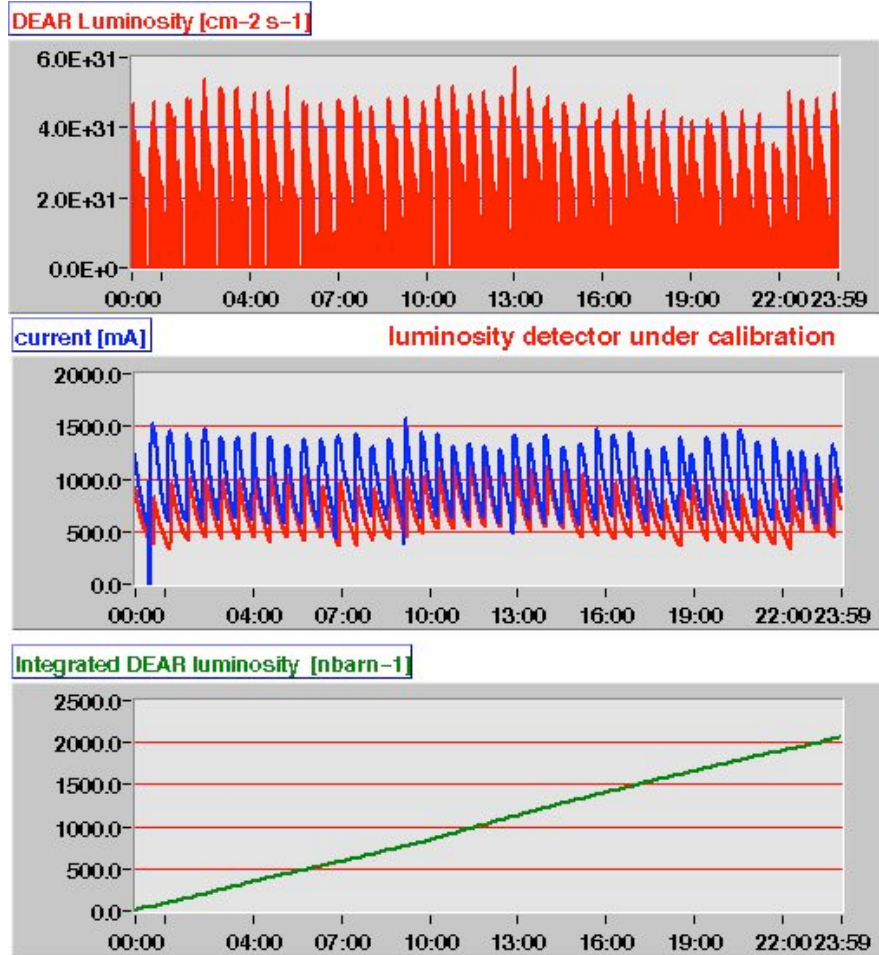 DEAR Luminosity [cm-2 s-1]
6.0E+31
4.0E+31
2.0E+31
0.0E+0
00:00 04:00 07:00 10:00 13:00 16:00 19:00 22:00 23:59
current [mA] luminosity detector under calibration
2000.0
1500.0
1000.0
500.0
0.0
00:00 04:00 07:00 10:00 13:00 16:00 19:00 22:00 23:59
Integrated DEAR luminosity [nbarn-1]
2500.0
2000.0
1500.0
1000.0
500.0
0.0
00:00 04:00 07:00 10:00 13:00 16:00 19:00 22:00 23:59